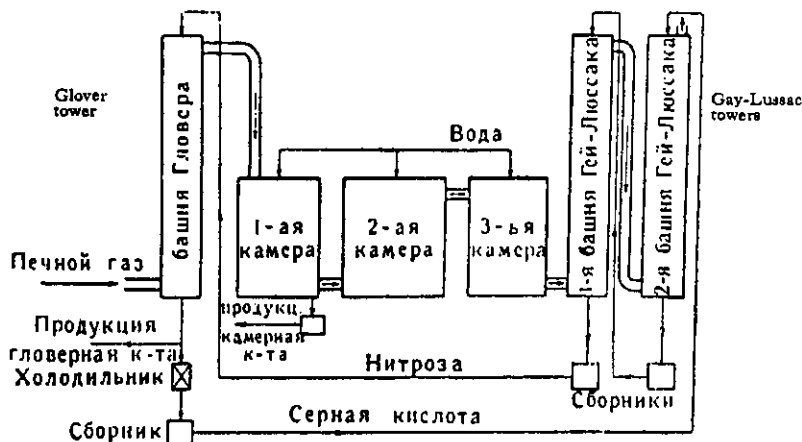 Glover
tower
башня Гловера
Вода
1-ая
камера
2-ая
камера
3-ья
камера
1-я башня Гей-Люссака
2-я башня Гей-Люссака
Gay-Lussac
towers
Печной газ
продукц.
камерная
к-та
Продукция
гловерная к-та
Холодильник
Нитроза
Сборники
Сборник
Серная кислота